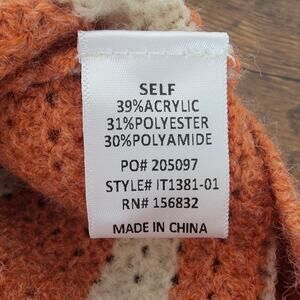 SELF
39%ACRYLIC
31%POLYESTER
30%POLYAMIDE
PO# 205097
STYLE# IT1381-01
RN# 156832
MADE IN CHINA